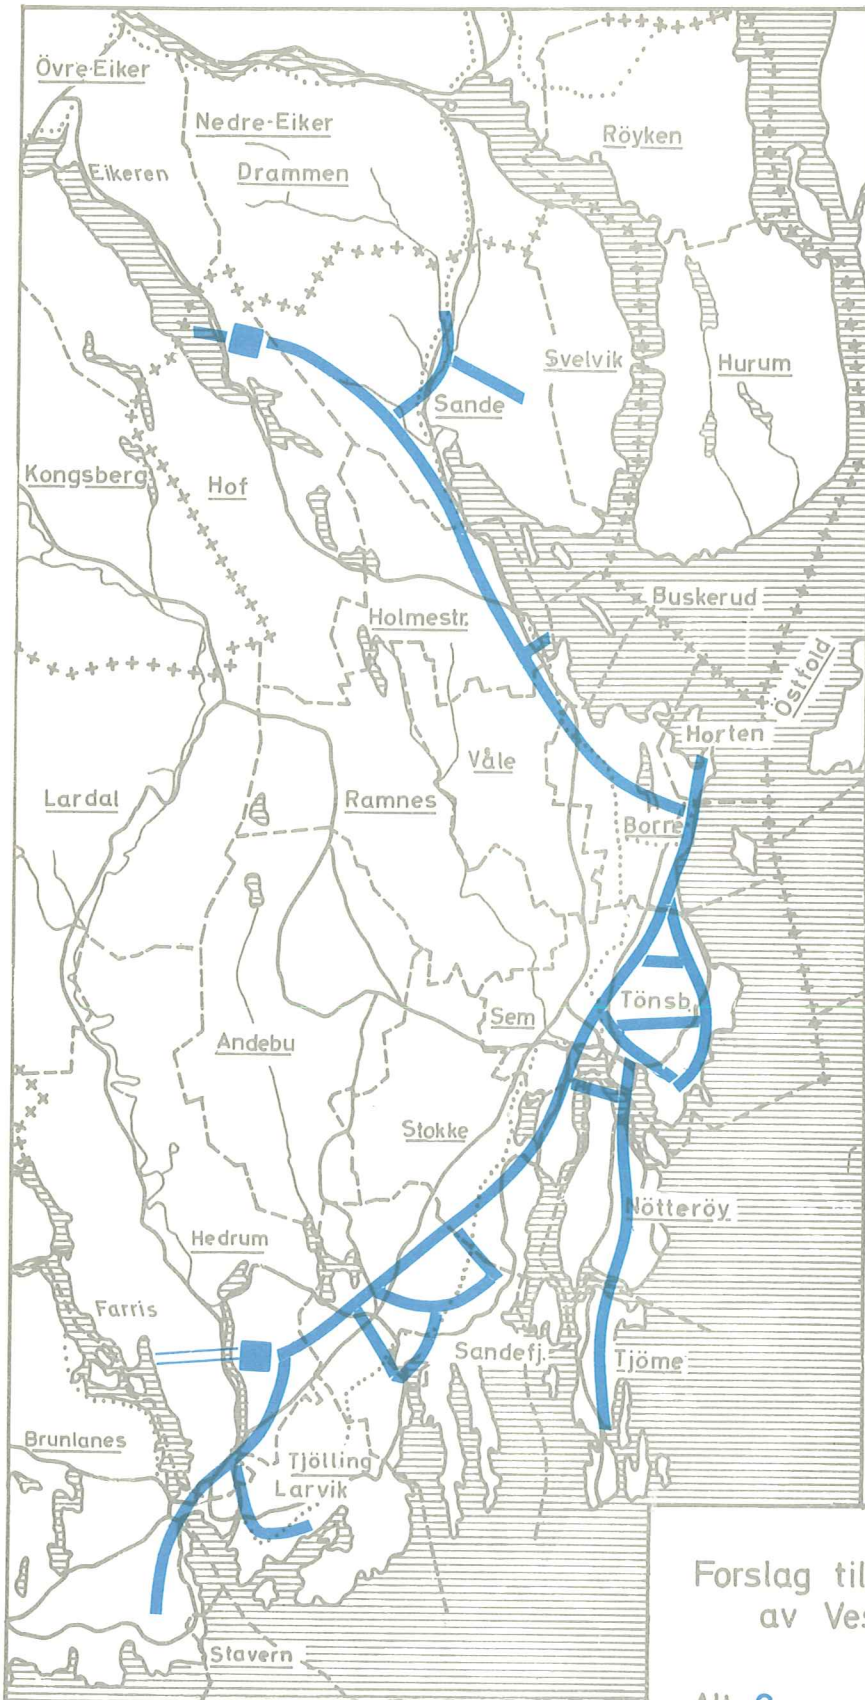 Övre-Eiker
Nedre-Eiker
Röyken
Eikeren
Drammen
Svelvik
Hurum
Sande
Kongsberg
Hof
Buskerud
Holmestr.
Östfold
Horten
Våle
Lardal
Ramnes
Borre
Tönsb.
Sem
Andebu
Stokke
Nötteröy
Hedrum
Farris
Sandefj.
Tjöme
Brunlanes
Tjölling
Larvik
Forslag til
av Ves
Stavern